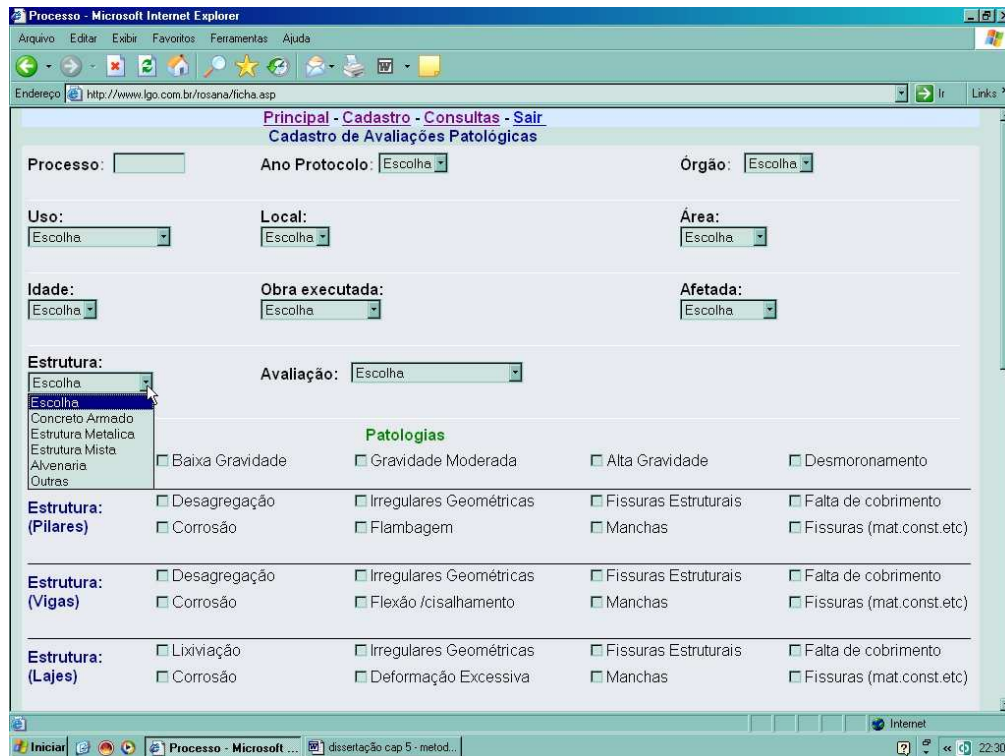 Processo - Microsoft Internet Explorer
Arquivo Editar Exibir Favoritos Ferramentas Ajuda
Endereço http://www.lgo.com.br/rosana/ficha.asp Ir Links
Principal - Cadastro - Consultas - Sair
Cadastro de Avaliações Patológicas
Processo: Ano Protocolo: Escolha Órgão: Escolha
Uso: Local: Área:
Escolha Escolha Escolha
Idade: Obra executada: Afetada:
Escolha Escolha Escolha
Estrutura:
Escolha Avaliação: Escolha
Escolha
Concreto Armado
Estrutura Metalica
Estrutura Mista
Alvenaria
Outras
Patologias
Baixa Gravidade Gravidade Moderada Alta Gravidade Desmoronamento
Estrutura: Desagregação Irregulares Geométricas Fissuras Estruturais Falta de cobrimento
(Pilares) Corrosão Flambagem Manchas Fissuras (mat.const.etc)
Estrutura: Desagregação Irregulares Geométricas Fissuras Estruturais Falta de cobrimento
(Vigas) Corrosão Flexão /cisalhamento Manchas Fissuras (mat.const.etc)
Estrutura: Lixiviação Irregulares Geométricas Fissuras Estruturais Falta de cobrimento
(Lajes) Corrosão Deformação Excessiva Manchas Fissuras (mat.const.etc)
Internet
Iniciar Processo - Microsoft ... dissertação cap 5 - metod... 22:30